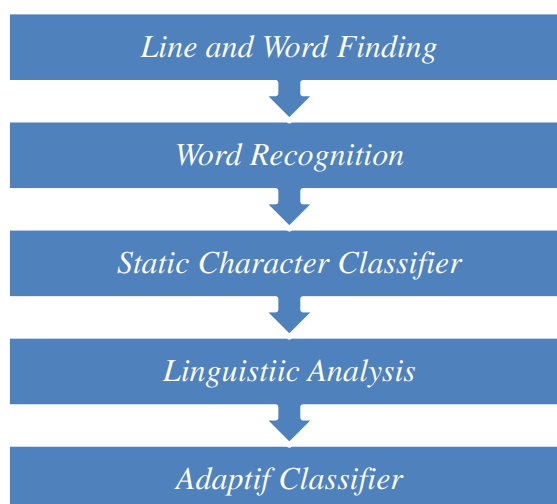 Line and Word Finding
Word Recognition
Static Character Classifier
Linguistiic Analysis
Adaptif Classifier